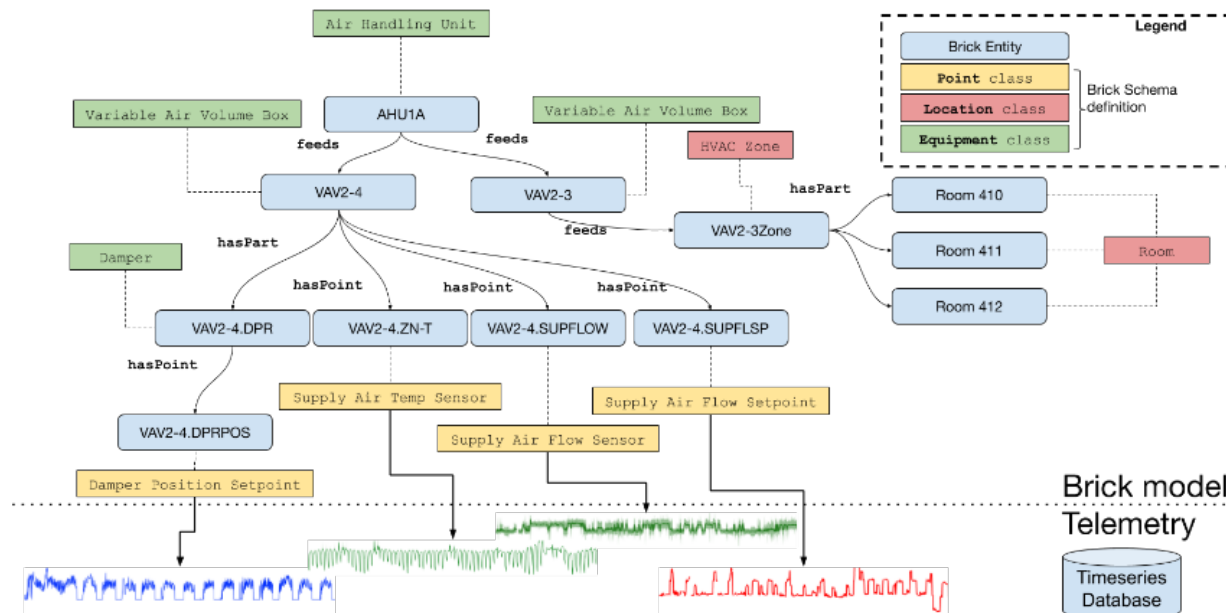 Air Handling Unit
Legend
Brick Entity
Point class
Location class
Equipment class
Brick Schema
definition
Variable Air Volume Box
AHU1A
Variable Air Volume Box
feeds
feeds
HVAC Zone
VAV2-4
VAV2-3
hasPart
Room 410
feeds
VAV2-3Zone
Room 411
Room
Room 412
hasPart
Damper
hasPoint
hasPoint
hasPoint
VAV2-4.DPR
VAV2-4.ZN-T
VAV2-4.SUPFLOW
VAV2-4.SUPFLSP
hasPoint
Supply Air Temp Sensor
Supply Air Flow Setpoint
VAV2-4.DPRPOS
Supply Air Flow Sensor
Damper Position Setpoint
Brick model
Telemetry
Timeseries
Database